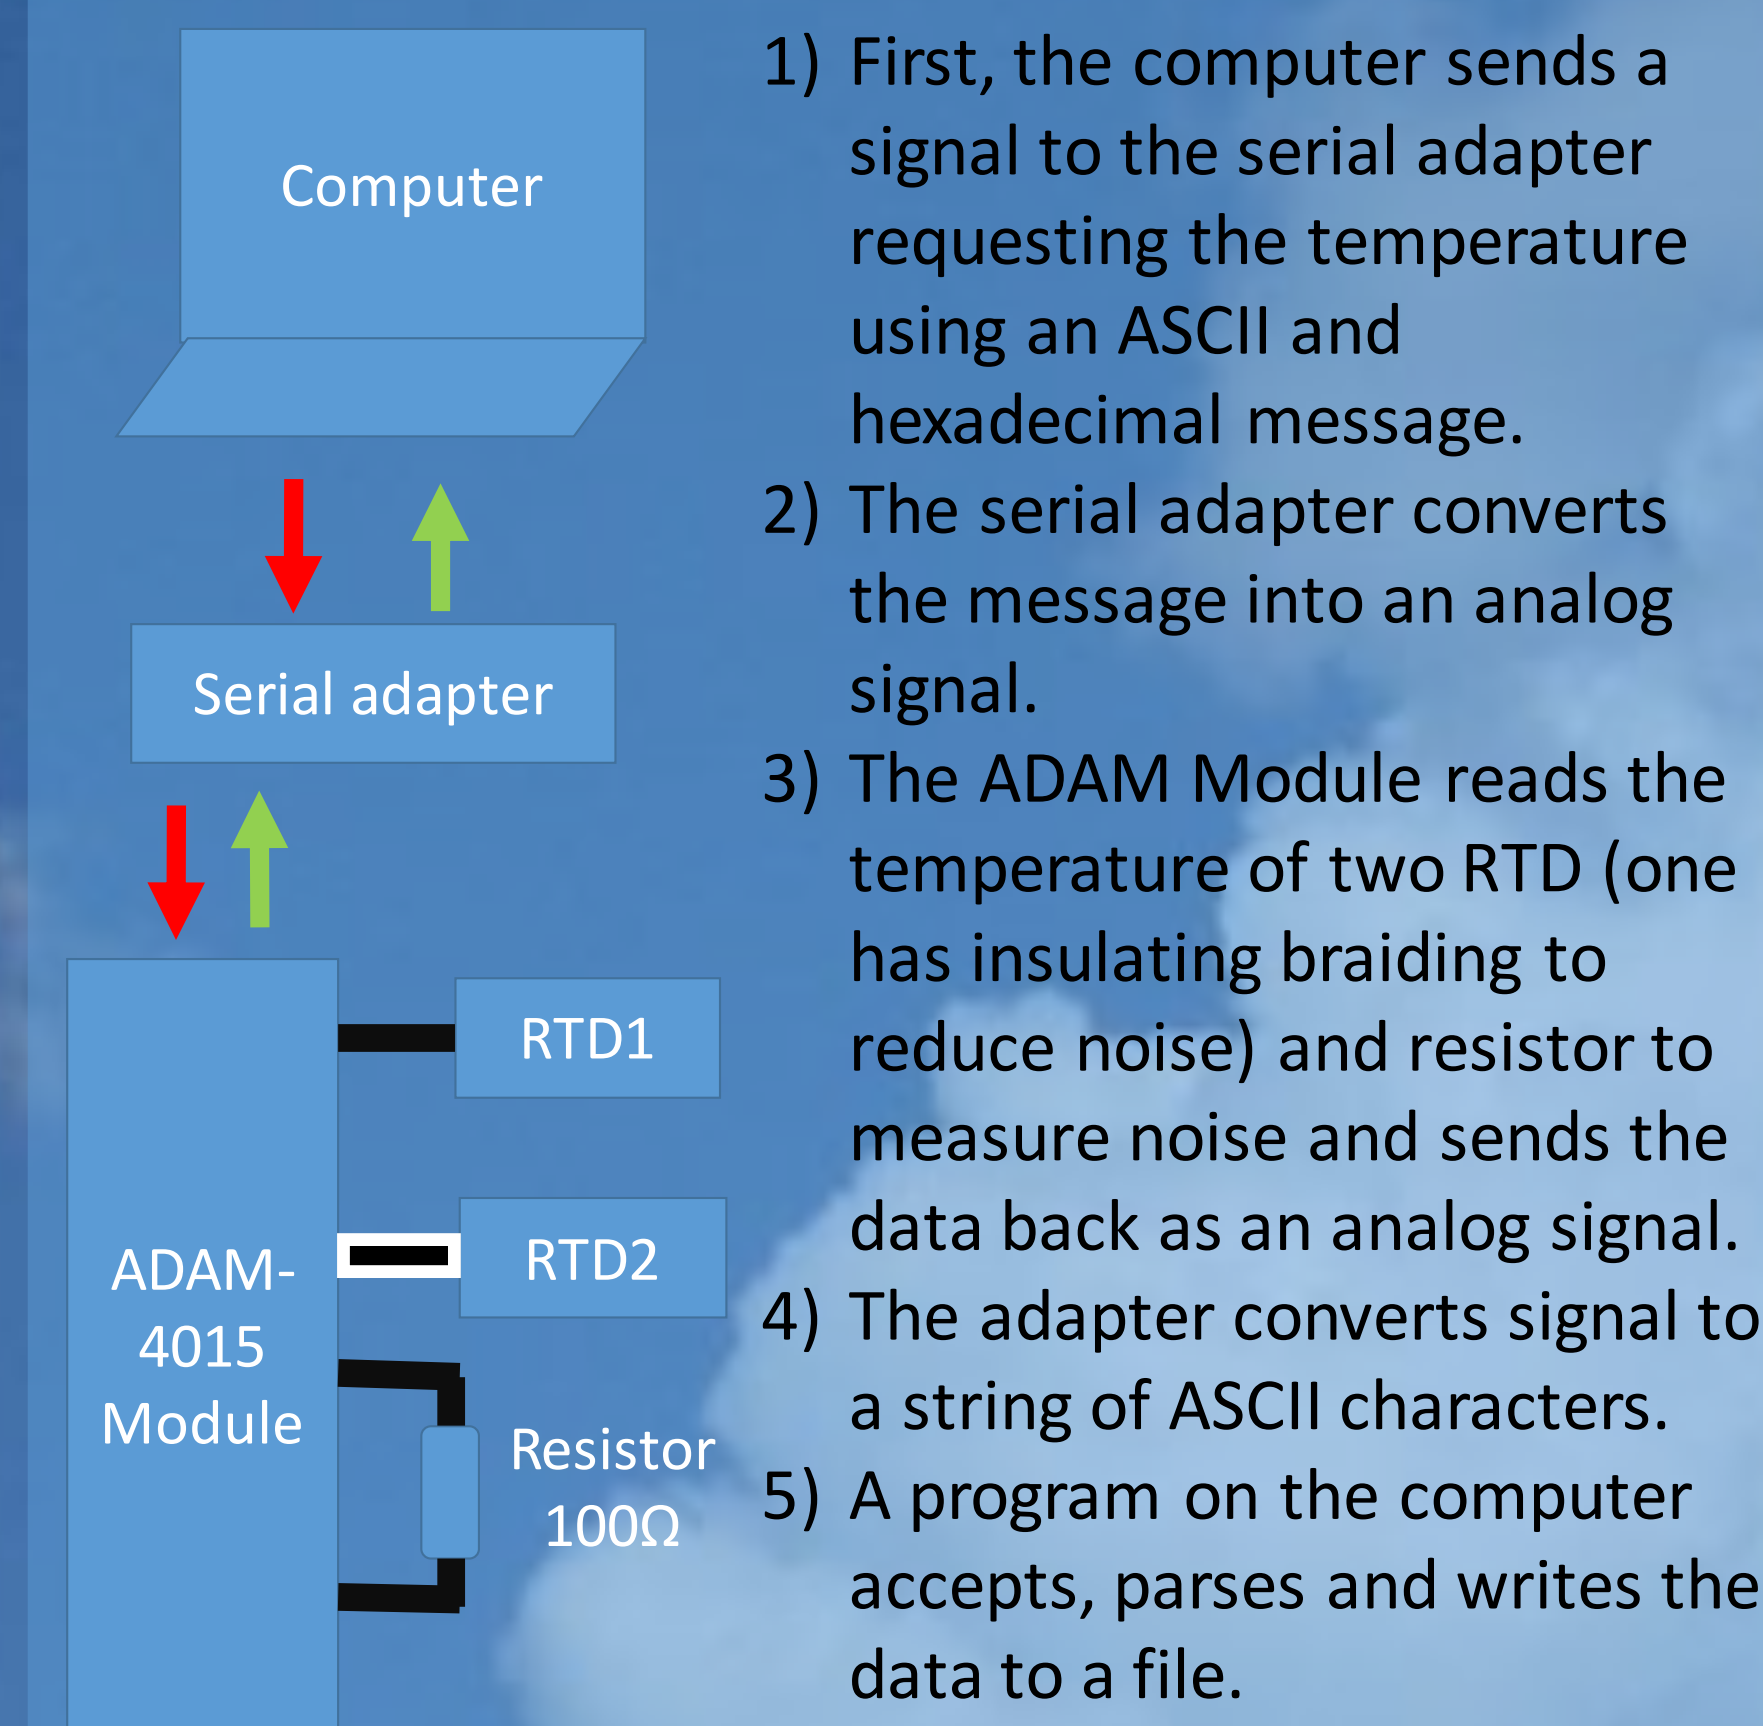 Computer
Serial adapter
ADAM-
4015
Module
RTD1
RTD2
Resistor
100Ω
1) First, the computer sends a
signal to the serial adapter
requesting the temperature
using an ASCII and
hexadecimal message.
2) The serial adapter converts
the message into an analog
signal.
3) The ADAM Module reads the
temperature of two RTD (one
has insulating braiding to
reduce noise) and resistor to
measure noise and sends the
data back as an analog signal.
4) The adapter converts signal to
a string of ASCII characters.
5) A program on the computer
accepts, parses and writes the
data to a file.